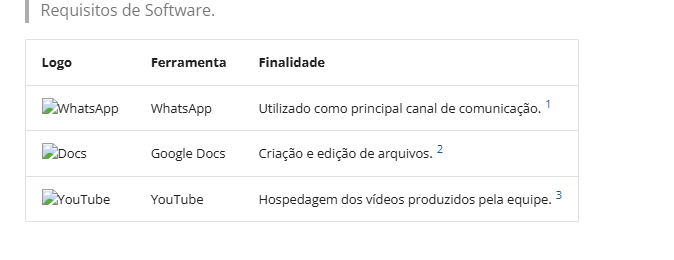 Requisitos de Software.
Logo Ferramenta Finalidade
WhatsApp WhatsApp Utilizado como principal canal de comunicação. 1
Docs Google Docs Criação e edição de arquivos. 2
YouTube YouTube Hospedagem dos vídeos produzidos pela equipe. 3